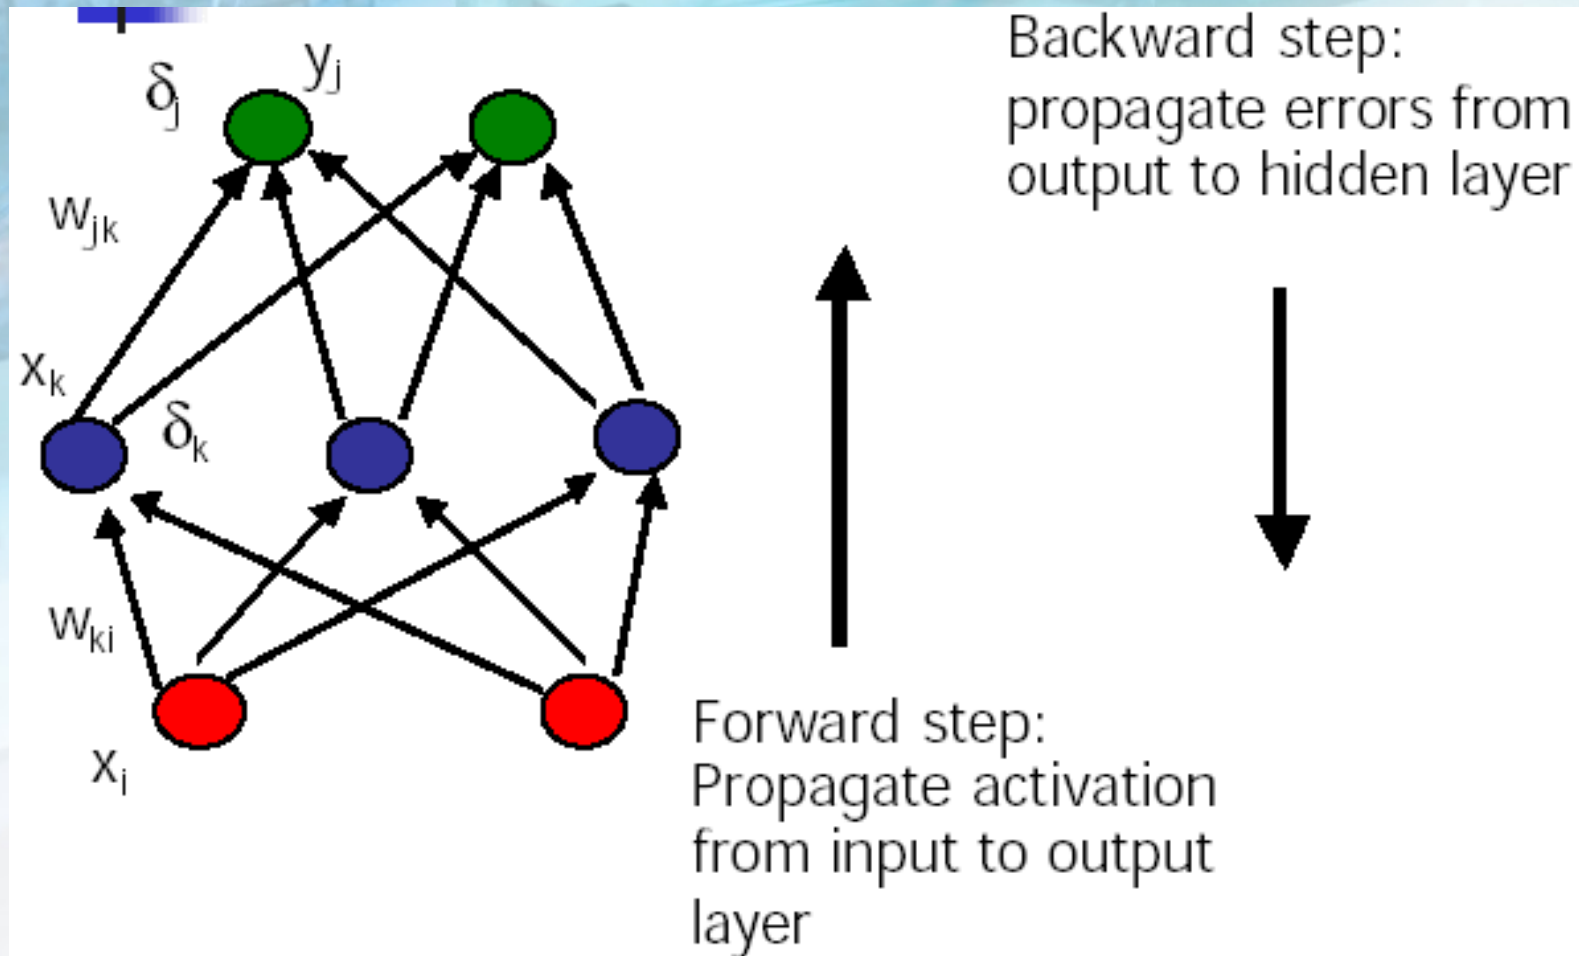 δj
yj
wjk
xk
δk
wki
xi
Backward step:
propagate errors from
output to hidden layer
Forward step:
Propagate activation
from input to output
layer